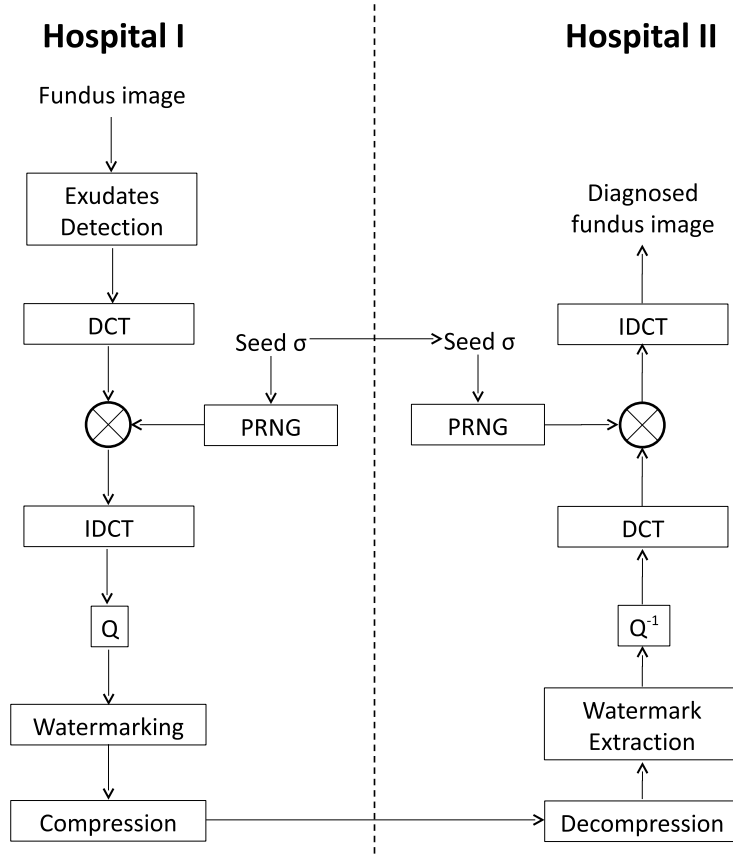 Hospital I
Fundus image
Exudates
Detection
DCT
Seed σ
PRNG
IDCT
Q
Watermarking
Compression
Hospital II
Diagnosed
fundus image
IDCT
Seed σ
PRNG
DCT
Q⁻¹
Watermark
Extraction
Decompression